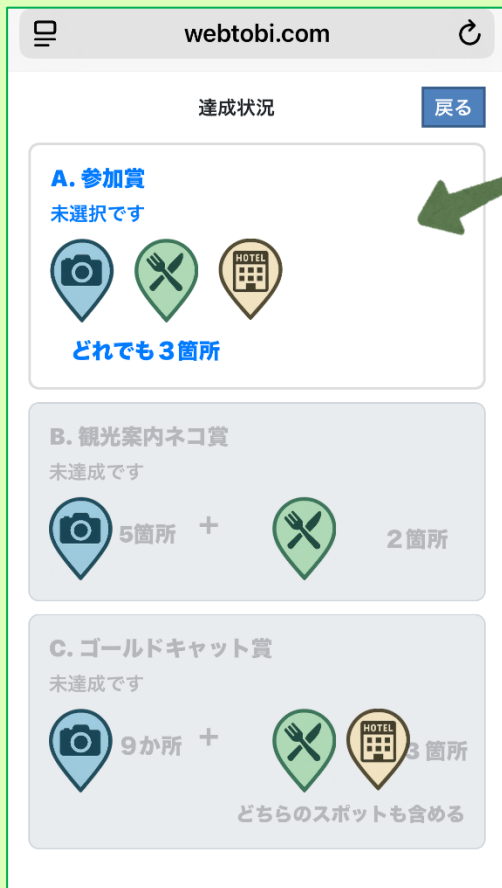 webtobi.com
達成状況
戻る
A. 参加賞
未選択です
HOTEL
どれでも３箇所
B. 観光案内ネコ賞
未達成です
5箇所 + ２箇所
C. ゴールドキャット賞
未達成です
9か所 + HOTEL 3 箇所
どちらのスポットも含める